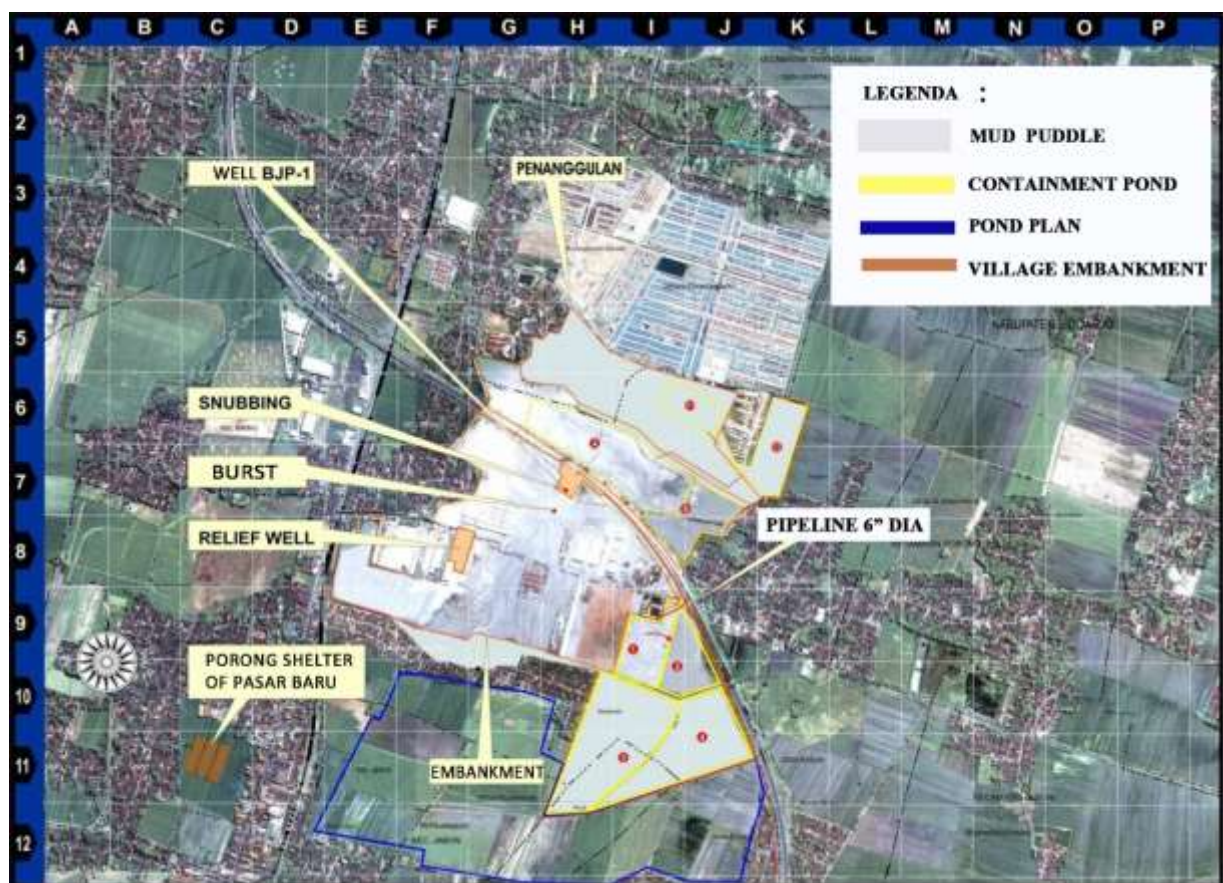 A B C D E F G H I J K L M N O P
1
2
3
4
5
6
7
8
9
10
11
12
LEGENDA :
MUD PUDDLE
CONTAINMENT POND
POND PLAN
VILLAGE EMBANKMENT
WELL BJP-1
PENANGGULAN
SNUBBING
BURST
RELIEF WELL
PIPELINE 6” DIA
PORONG SHELTER
OF PASAR BARU
EMBANKMENT